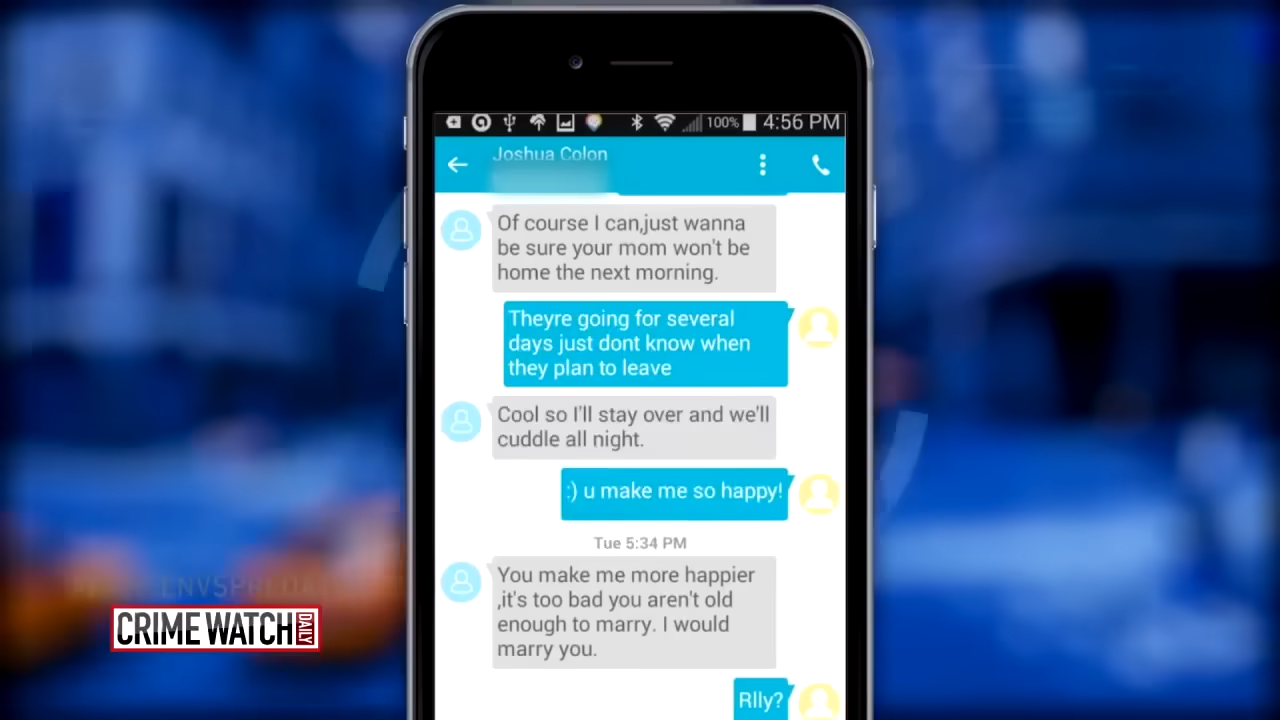 100% 4:56 PM
Joshua Colon
Of course I can,just wanna
be sure your mom won't be
home the next morning.
Theyre going for several
days just dont know when
they plan to leave
Cool so I'll stay over and we'll
cuddle all night.
:) u make me so happy!
Tue 5:34 PM
You make me more happier
,it's too bad you aren't old
enough to marry. I would
marry you.
Rlly?
CRIME WATCH
DAILY